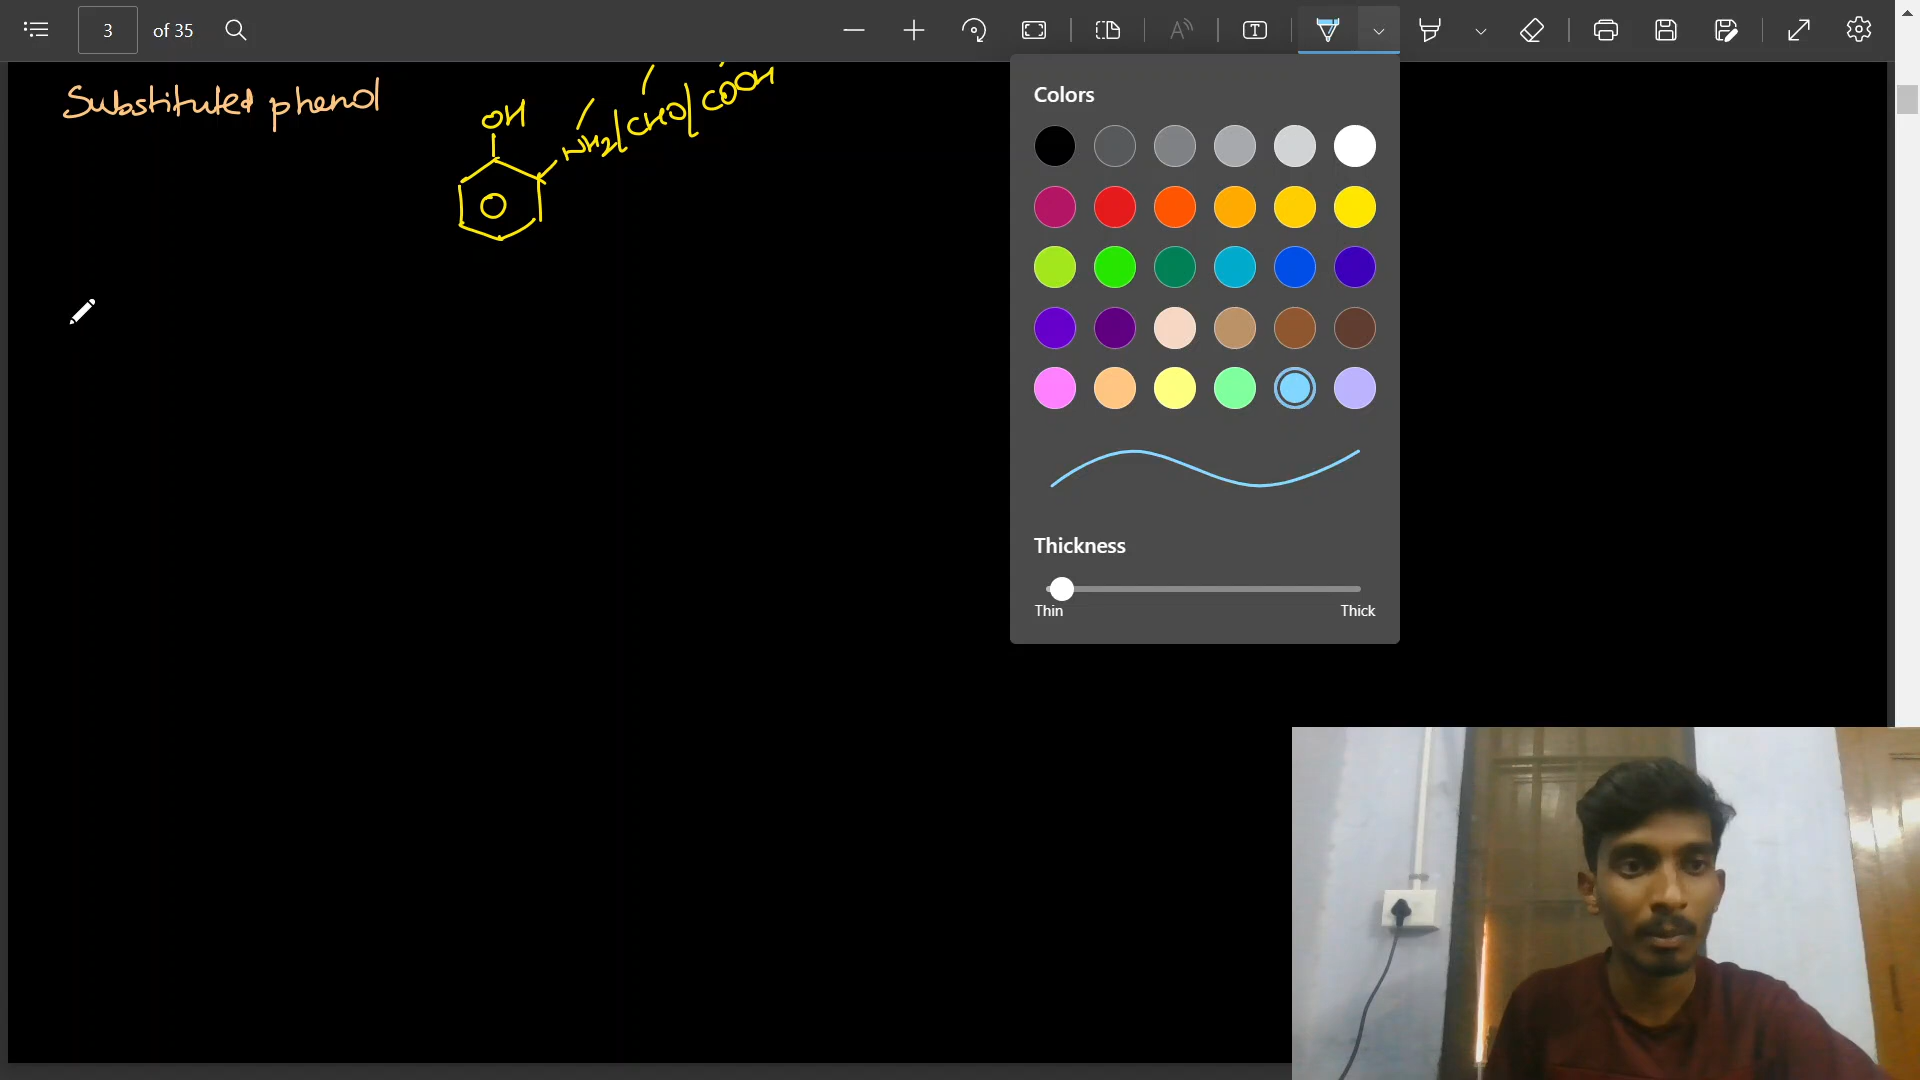 3 of 35
Substituted phenol
OH
NH2/CHO/COOH
Colors
Thickness
Thin Thick